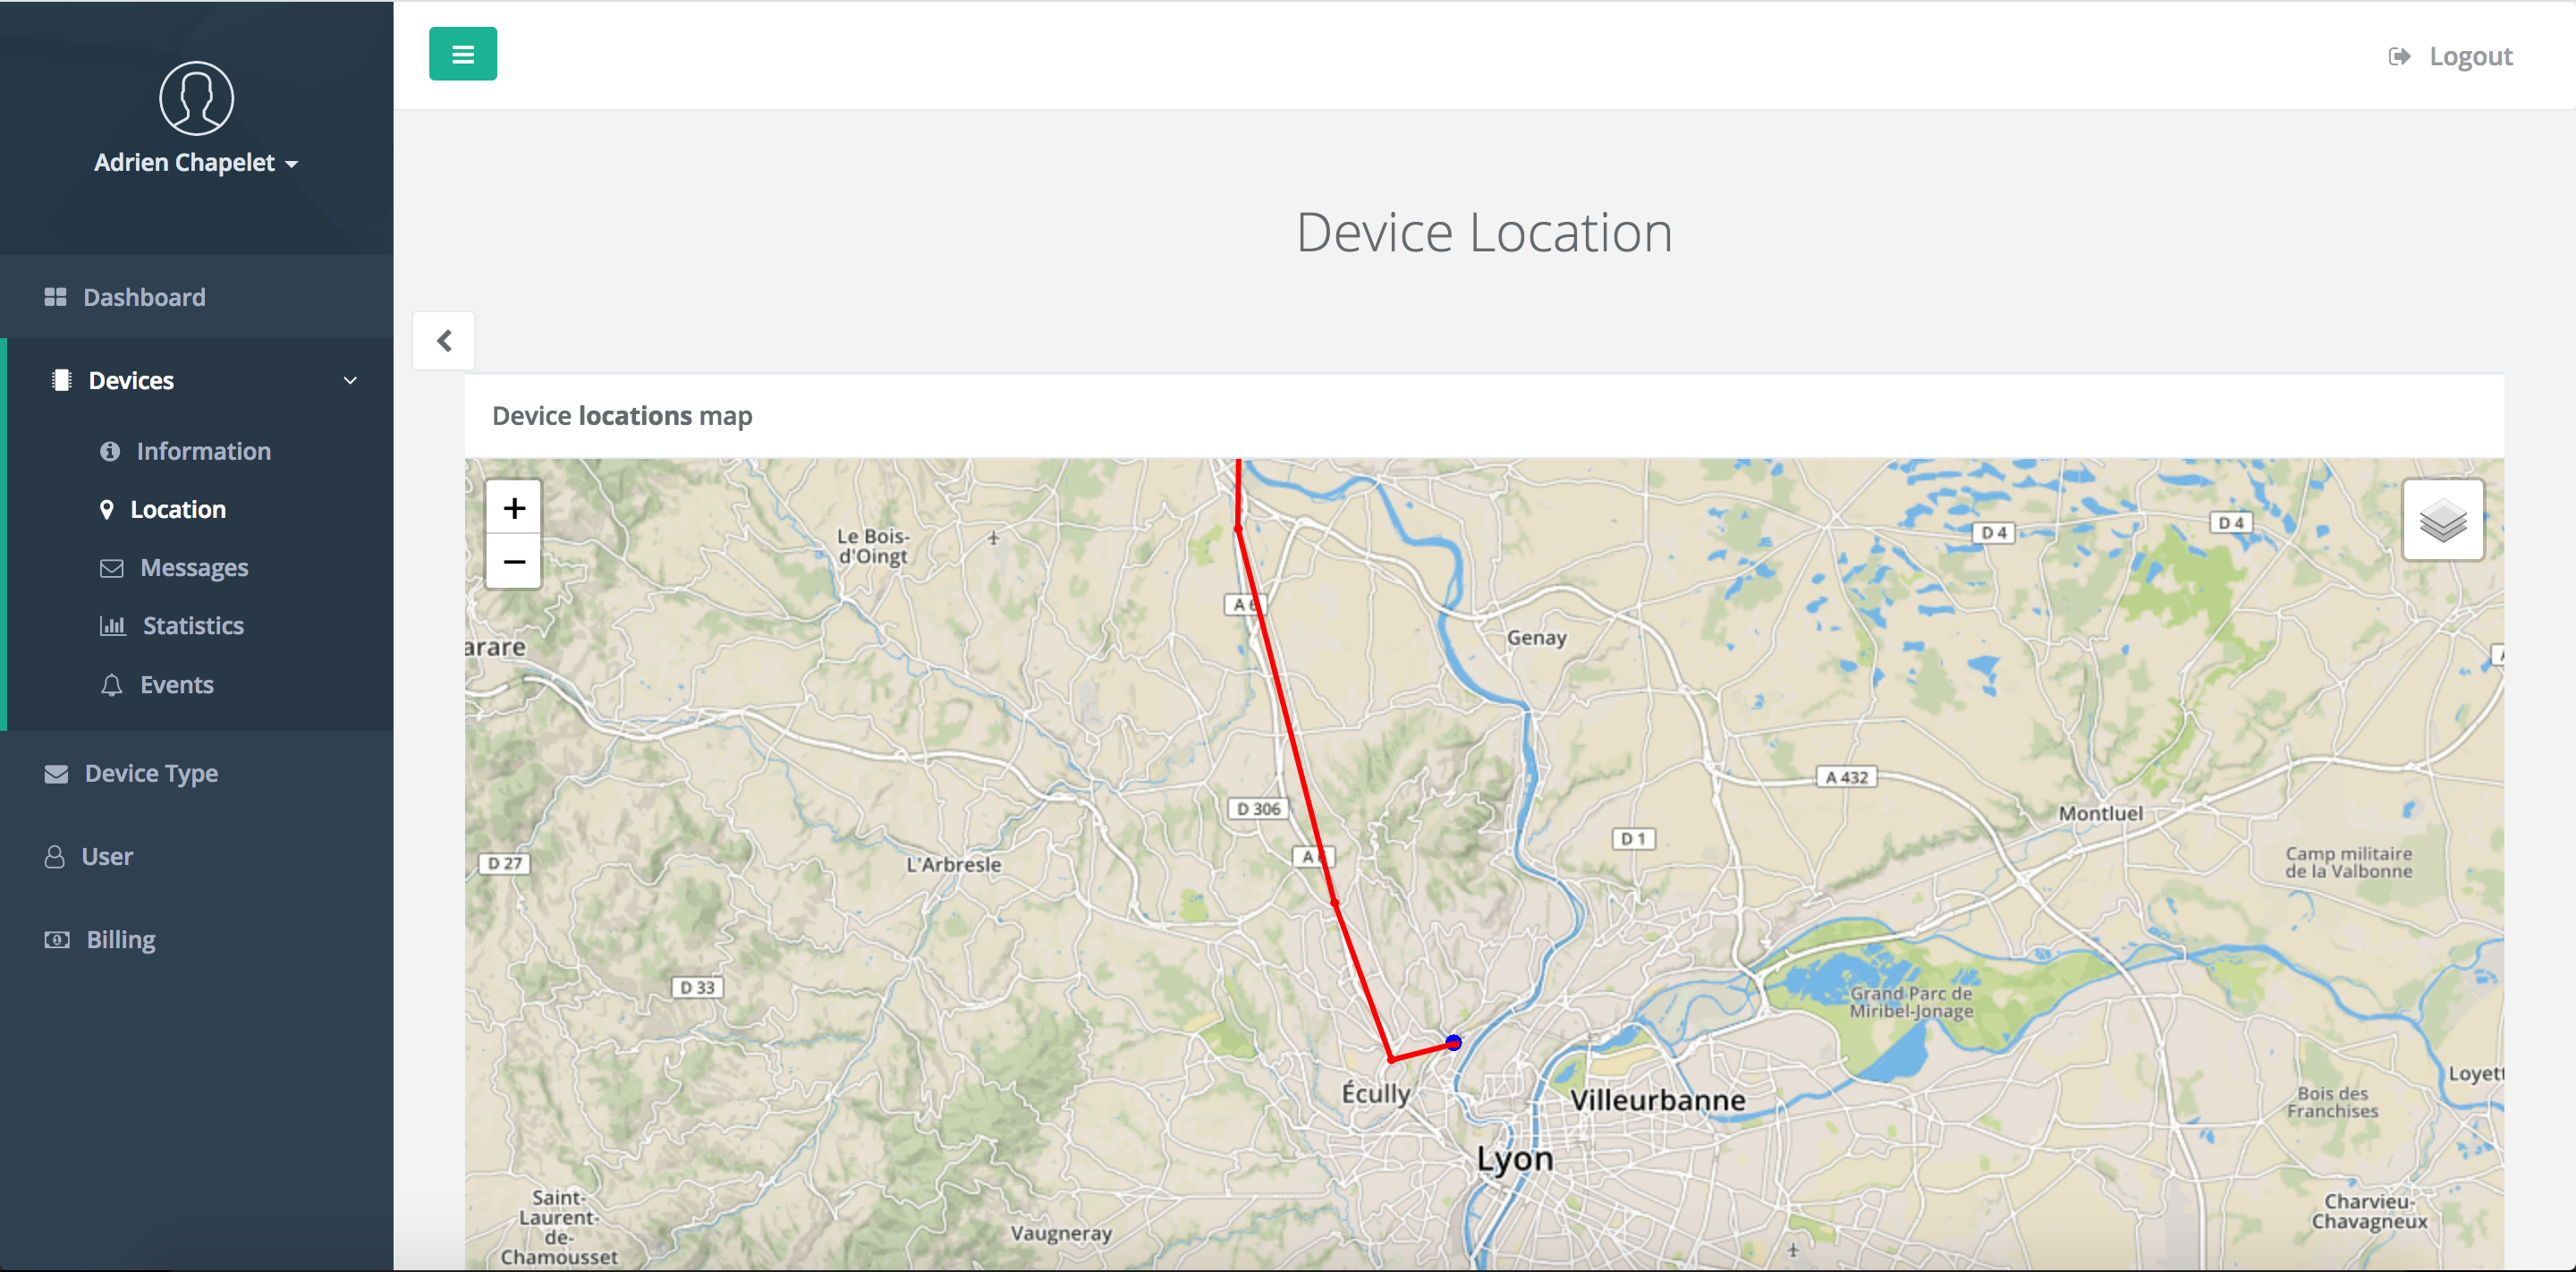 Logout
Adrien Chapelet
Dashboard
Devices
Information
Location
Messages
Statistics
Events
Device Type
User
Billing
Device Location
Device locations map
+
−
Le Bois-
d'Oingt
D 4
D 4
A 6
Genay
arare
A 432
D 306
Montluel
D 1
A
L'Arbresle
D 27
Camp militaire
de la Valbonne
D 33
Grand Parc de
Miribel-Jonage
Écully
Villeurbanne
Loyett
Bois des
Franchises
Lyon
Saint-
Laurent-
de-
Chamousset
Vaugneray
Charvieu-
Chavagneux